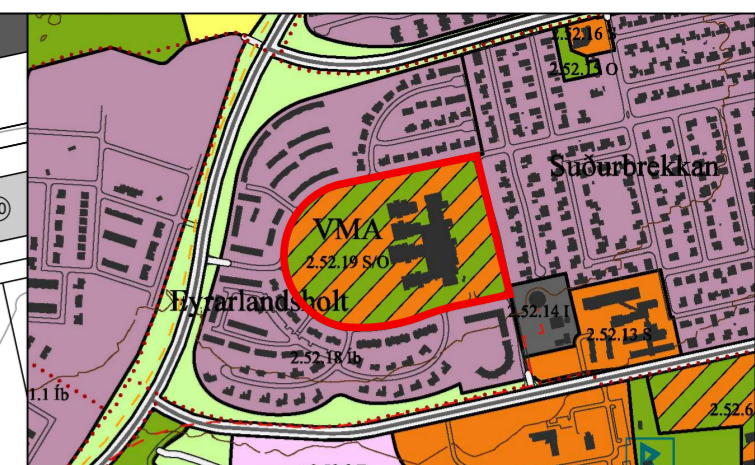 2.52.16 S
2.52.15 O
Suðurbrekkan
VMA
2.52.19 S/O
Eyrarlandsholt
2.52.14 I
2.52.13 S
2.52.18 íb
1.1 Íb
2.52.6
P